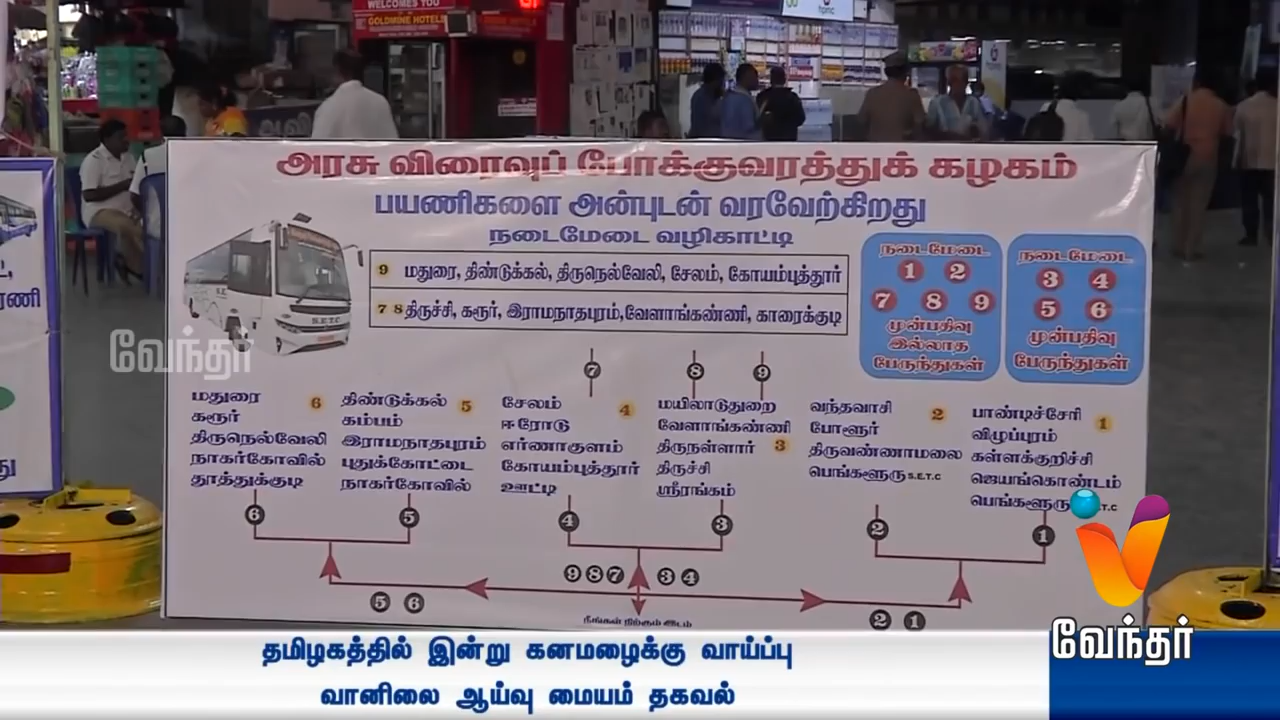 WELCOMES YOU
GOLDMINE HOTELS
அரசு விரைவுப் போக்குவரத்துக் கழகம்
பயணிகளை அன்புடன் வரவேற்கிறது
நடைமேடை வழிகாட்டி
9 மதுரை, திண்டுக்கல், திருநெல்வேலி, சேலம், கோயம்புத்தூர்
7 8 திருச்சி, கரூர், இராமநாதபுரம்,வேளாங்கண்ணி, காரைக்குடி
நடைமேடை
1 2
7 8 9
முன்பதிவு
இல்லாத
பேருந்துகள்
நடைமேடை
3 4
5 6
முன்பதிவு
பேருந்துகள்
S.E.T.C
வேந்தர்
7 8 9
மதுரை 6
கரூர்
திருநெல்வேலி
நாகர்கோவில்
தூத்துக்குடி
திண்டுக்கல் 5
கம்பம்
இராமநாதபுரம்
புதுக்கோட்டை
நாகர்கோவில்
சேலம் 4
ஈரோடு
எர்ணாகுளம்
கோயம்புத்தூர்
ஊட்டி
மயிலாடுதுறை
வேளாங்கண்ணி
திருநள்ளார் 3
திருச்சி
ஸ்ரீரங்கம்
வந்தவாசி 2
போளூர்
திருவண்ணாமலை
பெங்களூரு S.E.T.C
பாண்டிச்சேரி 1
விழுப்புரம்
கள்ளக்குறிச்சி
ஜெயங்கொண்டம்
பெங்களூரு
6 5 4 3 2 1
9 8 7 3 4
5 6 2 1
நீங்கள் நிற்கும் இடம்
வேந்தர்
தமிழகத்தில் இன்று கனமழைக்கு வாய்ப்பு
வானிலை ஆய்வு மையம் தகவல்